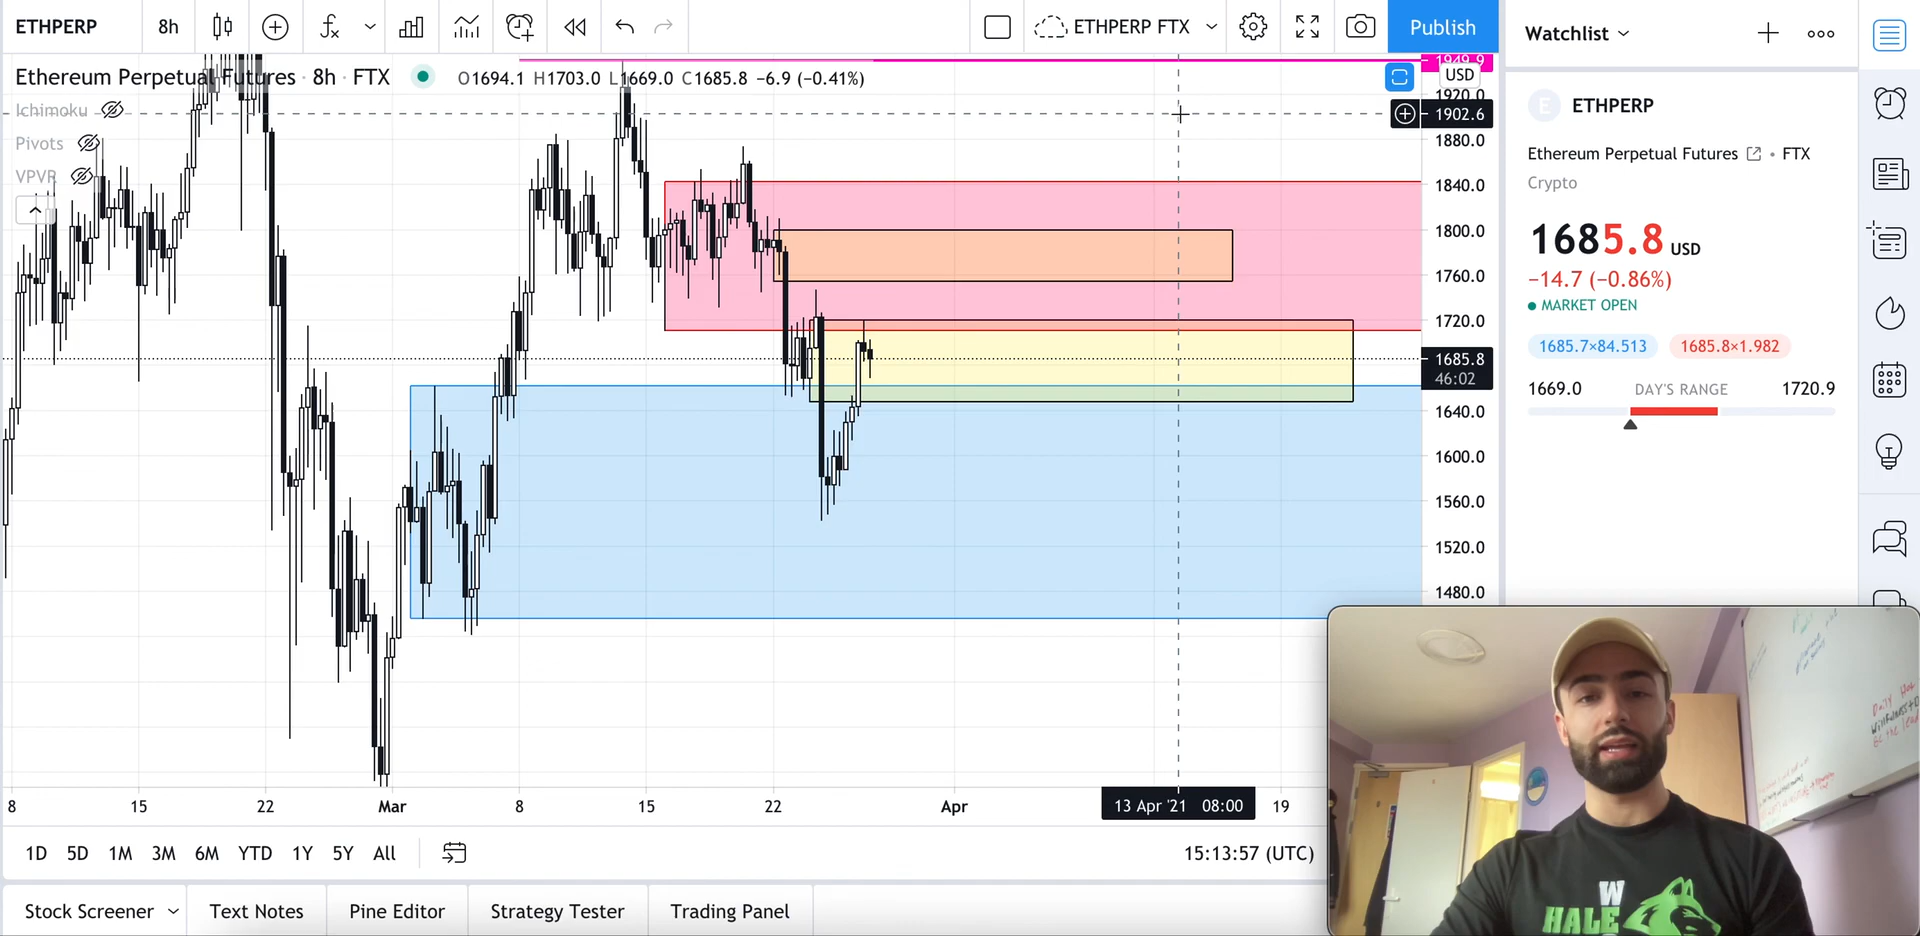 ETHPERP
8h
ETHPERP FTX
Publish
Watchlist
Ethereum Perpetual Futures · 8h · FTX
O1694.1 H1703.0 L1669.0 C1685.8 −6.9 (−0.41%)
Ichimoku
Pivots
VPVR
1949.9
USD
1920.0
1902.6
1880.0
1840.0
1800.0
1760.0
1720.0
1685.8
46:02
1640.0
1600.0
1560.0
1520.0
1480.0
E
ETHPERP
Ethereum Perpetual Futures • FTX
Crypto
1685.8 USD
−14.7 (−0.86%)
MARKET OPEN
1685.7×84.513
1685.8×1.982
1669.0 DAY'S RANGE 1720.9
8 15 22 Mar 8 15 22 Apr 13 Apr '21 08:00 19
1D 5D 1M 3M 6M YTD 1Y 5Y All
15:13:57 (UTC)
Stock Screener
Text Notes
Pine Editor
Strategy Tester
Trading Panel
W
HALE